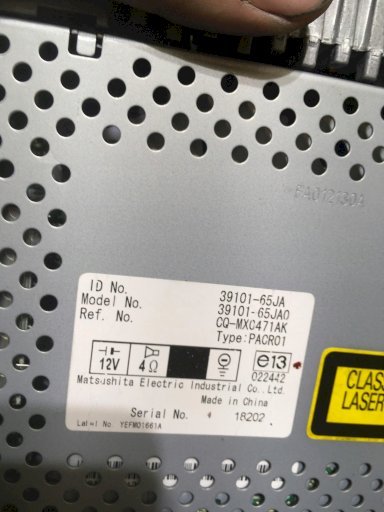 ID No. 39101-65JA
Model No. 39101-65JA0
Ref. No. CQ-MXC471AK
Type:PACR01
12V 4Ω e13
022442
Matsushita Electric Industrial Co.,Ltd.
Made in China
Serial No. 18202
Label No. YEFM01661A
CLAS
LASER